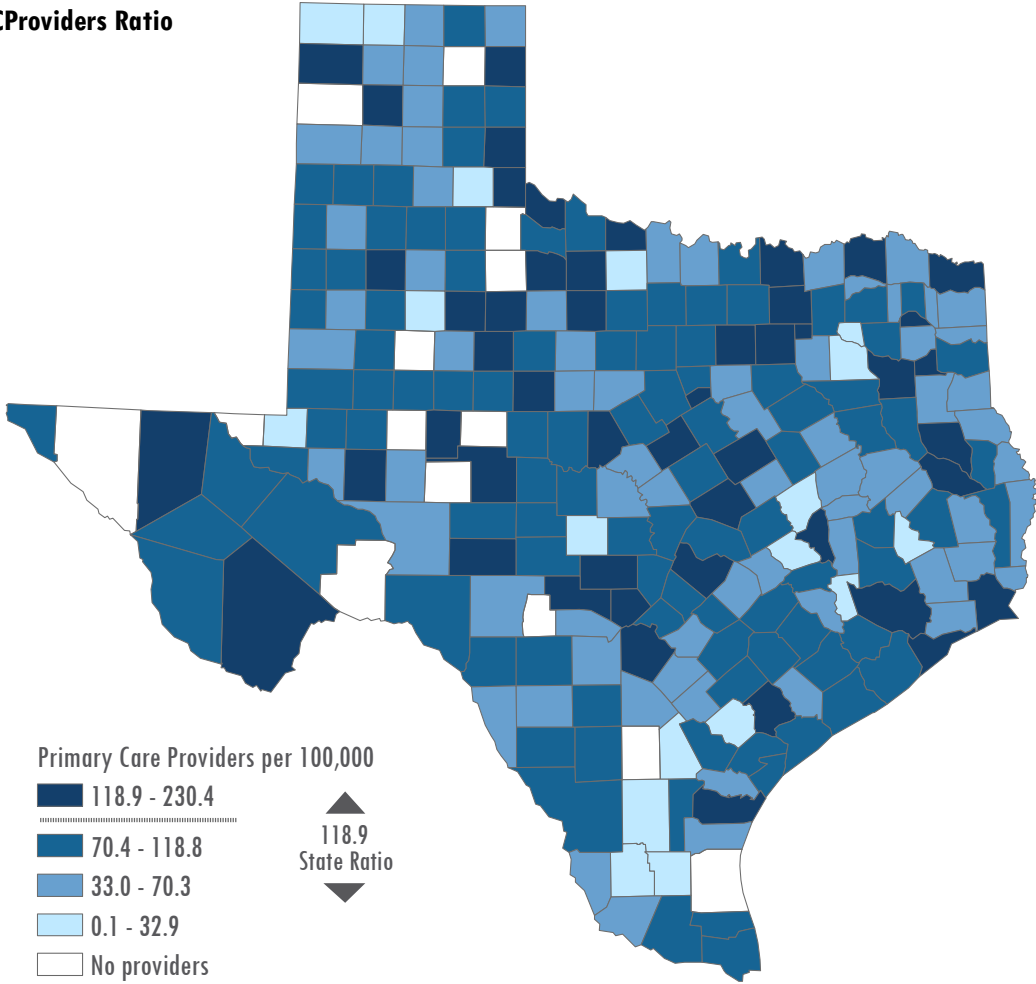 CProviders Ratio
Primary Care Providers per 100,000
118.9 - 230.4
70.4 - 118.8
33.0 - 70.3
0.1 - 32.9
No providers
118.9
State Ratio